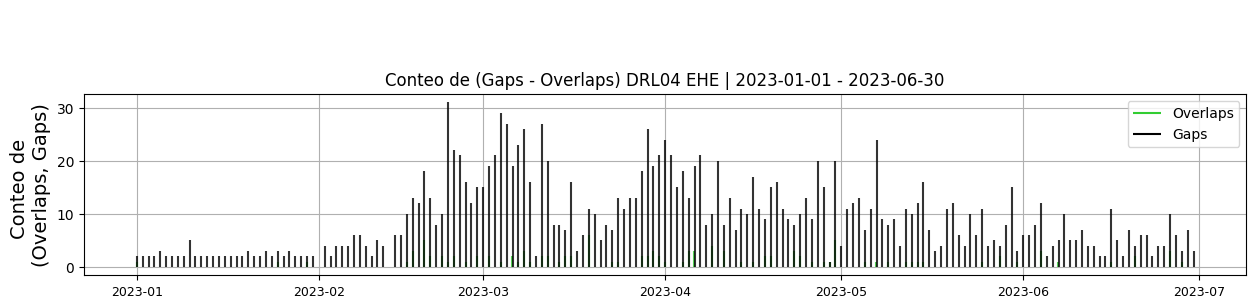 Conteo de (Gaps - Overlaps) DRL04 EHE | 2023-01-01 - 2023-06-30
Conteo de
(Overlaps, Gaps)
30
20
10
0
Overlaps
Gaps
2023-01
2023-02
2023-03
2023-04
2023-05
2023-06
2023-07